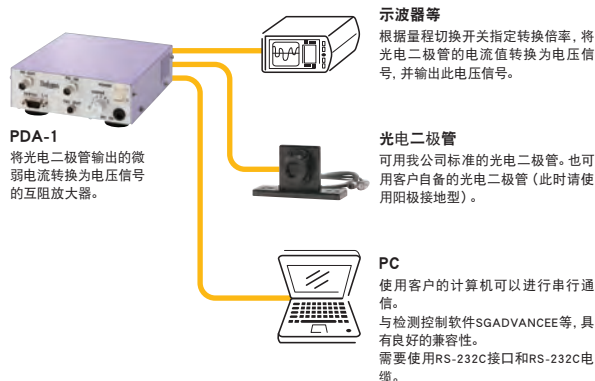 示波器等
根据量程切换开关指定转换倍率, 将
光电二极管的电流值转换为电压信
号, 并输出此电压信号。
PDA-1
将光电二极管输出的微
弱电流转换为电压信号
的互阻放大器。
光电二极管
可用我公司标准的光电二极管。也可
用客户自备的光电二极管（此时请使
用阳极接地型）。
PC
使用客户的计算机可以进行串行通
信。
与检测控制软件SGADVANCEE等, 具
有良好的兼容性。
需要使用RS-232C接口和RS-232C电
缆。